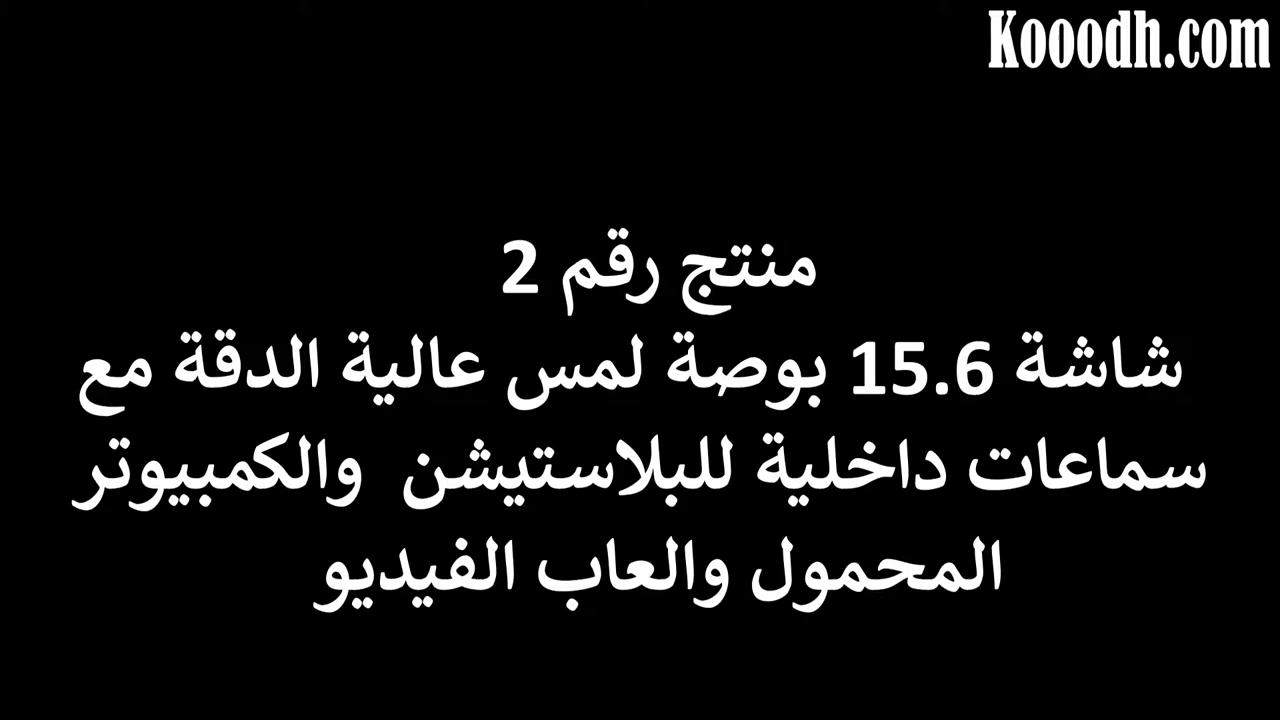 Kooodh.com
منتج رقم 2
شاشة 15.6 بوصة لمس عالية الدقة مع
سماعات داخلية للبلاستيشن والكمبيوتر
المحمول والعاب الفيديو